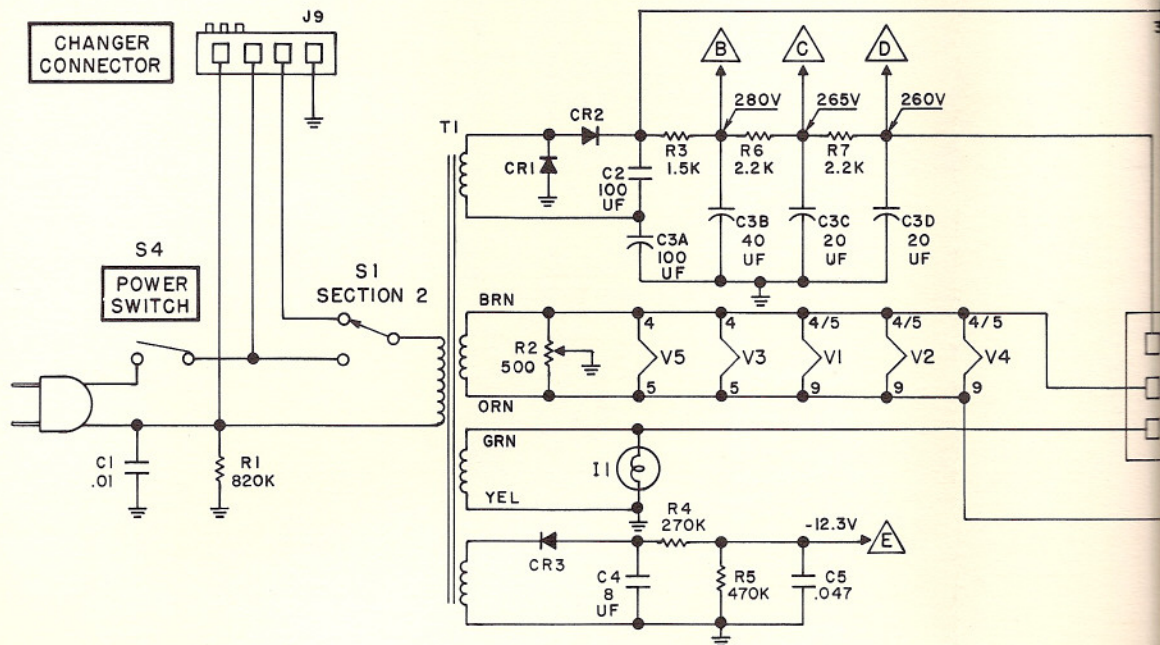 J9
CHANGER
CONNECTOR
B
C
D
280V
265V
260V
T1
CR2
CR1
R3
1.5K
R6
2.2K
R7
2.2K
C2
100
UF
C3A
100
UF
C3B
40
UF
C3C
20
UF
C3D
20
UF
S4
POWER
SWITCH
S1
SECTION 2
BRN
R2
500
4
4
4/5
4/5
4/5
V5
V3
V1
V2
V4
5
5
9
9
9
ORN
GRN
I1
YEL
C1
.01
R1
820K
R4
270K
-12.3V
E
CR3
C4
8
UF
R5
470K
C5
.047